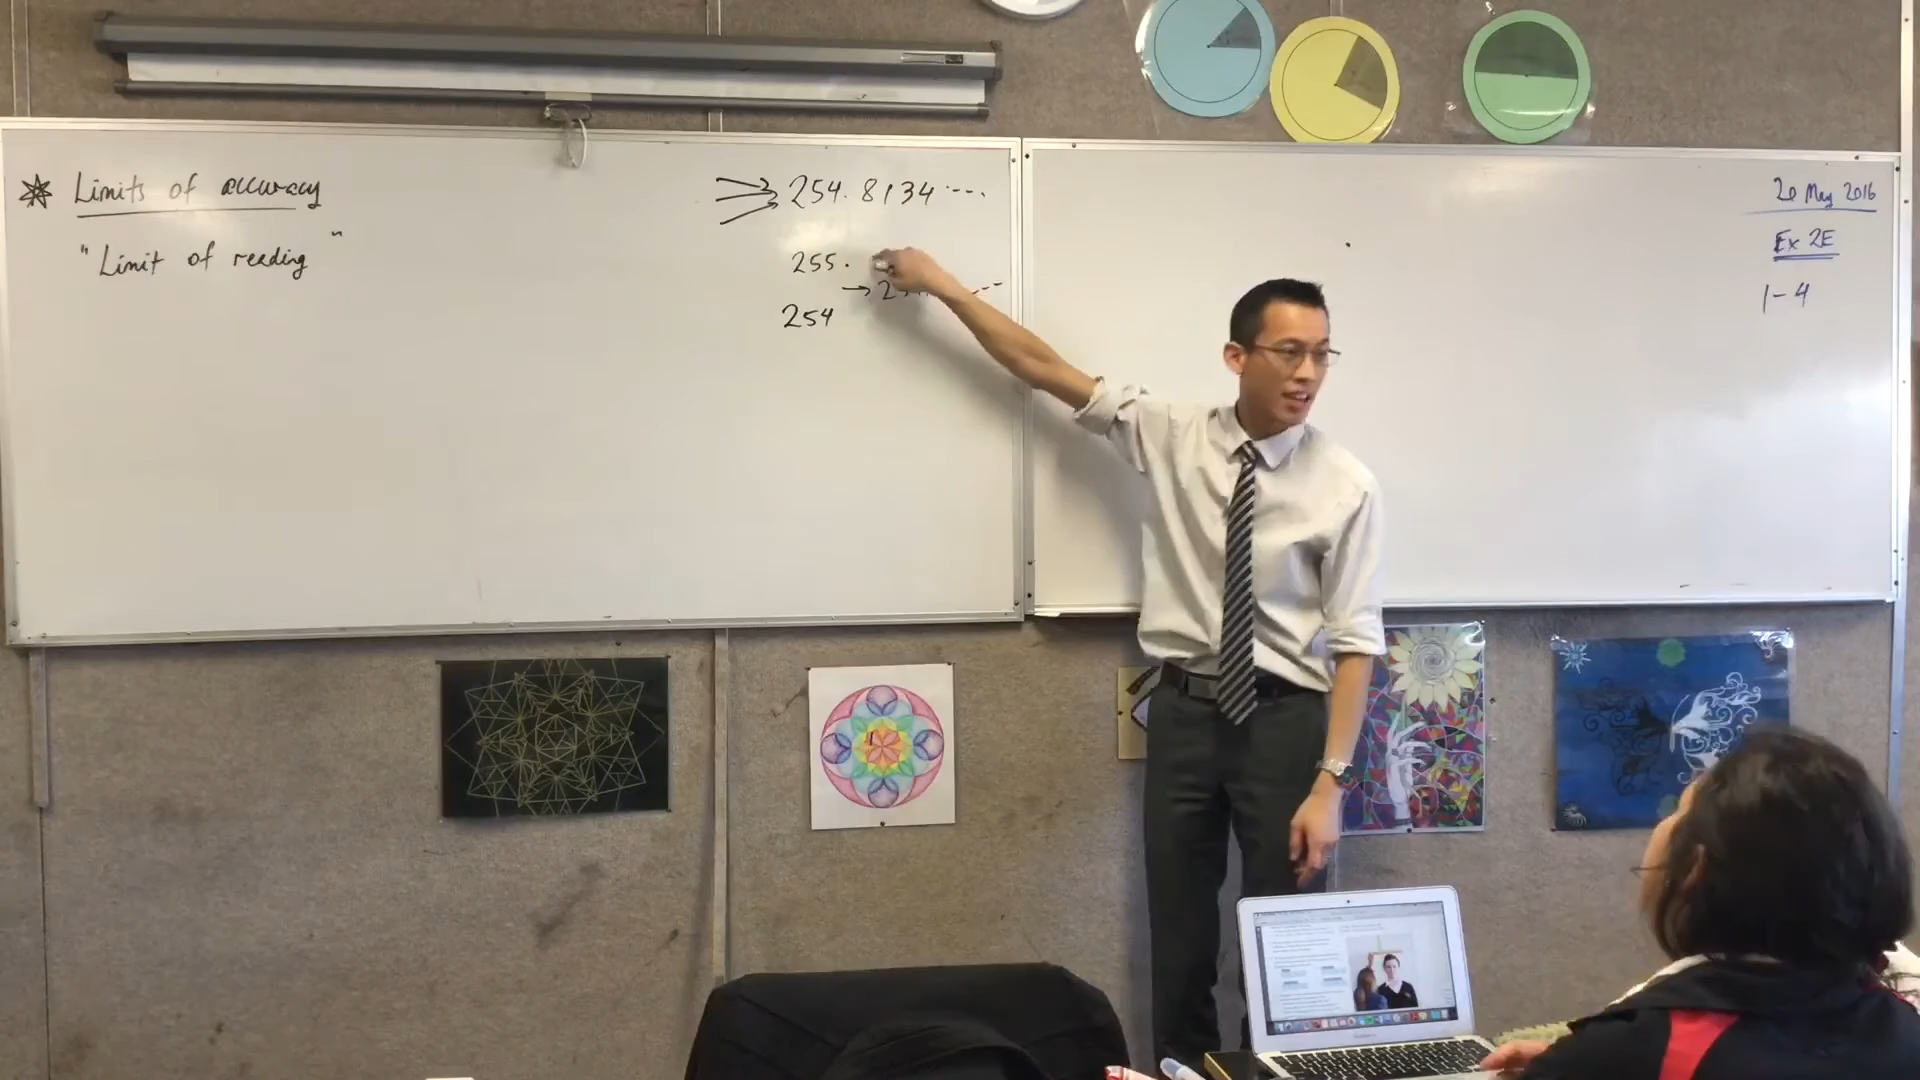 Limits of accuracy
"Limit of reading"
254.8134....
255.
254
20 May 2016
Ex 2E
1-4